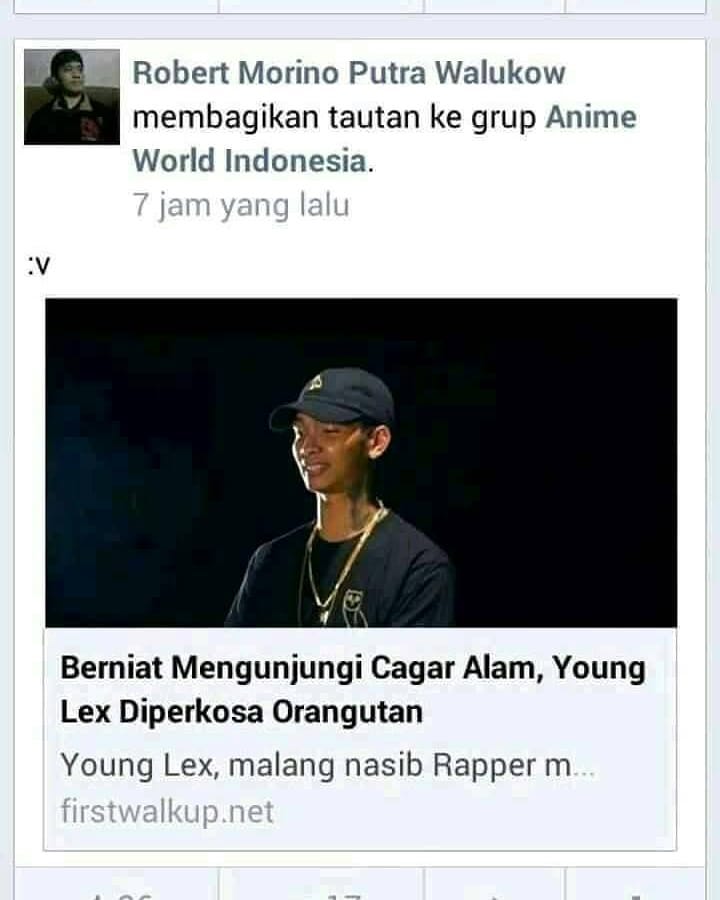 Robert Morino Putra Walukow
membagikan tautan ke grup Anime
World Indonesia.
7 jam yang lalu
:v
Berniat Mengunjungi Cagar Alam, Young
Lex Diperkosa Orangutan
Young Lex, malang nasib Rapper m...
firstwalkup.net